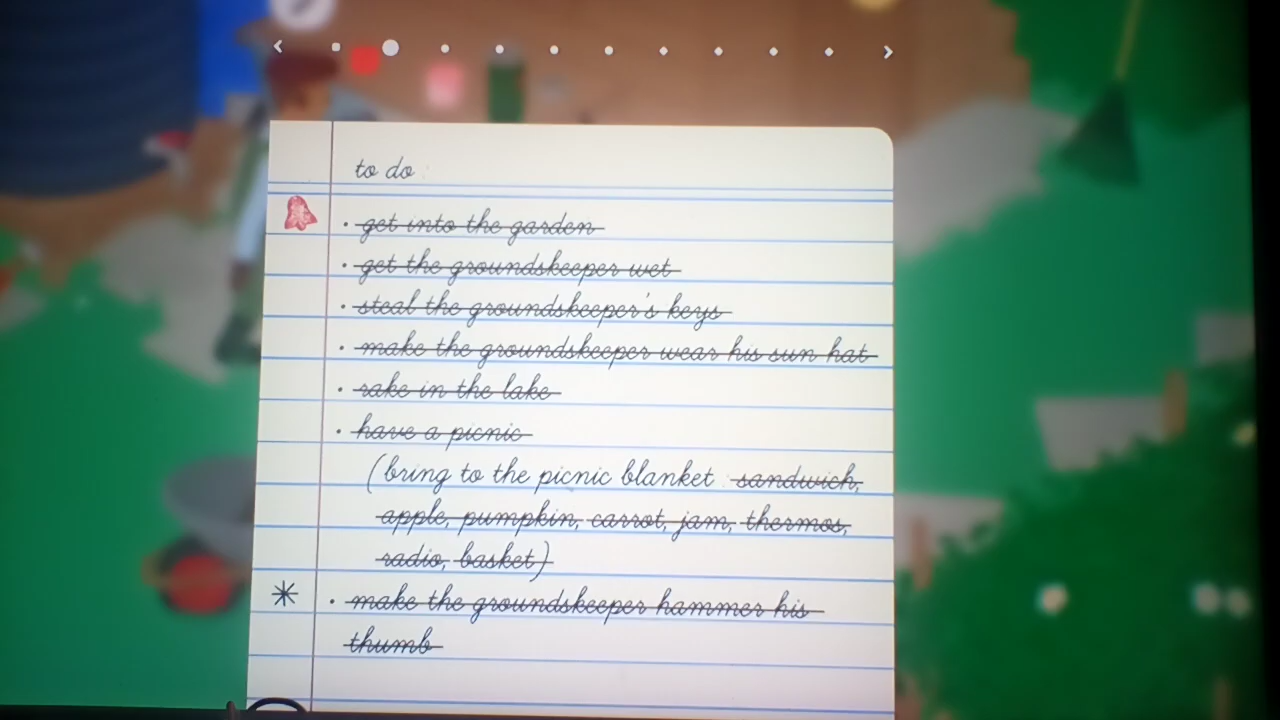 to do:
· get into the garden
· get the groundskeeper wet
· steal the groundskeeper's keys
· make the groundskeeper wear his sun hat
· rake in the lake
· have a picnic
(bring to the picnic blanket: sandwich,
apple, pumpkin, carrot, jam, thermos,
radio, basket)
· make the groundskeeper hammer his
thumb